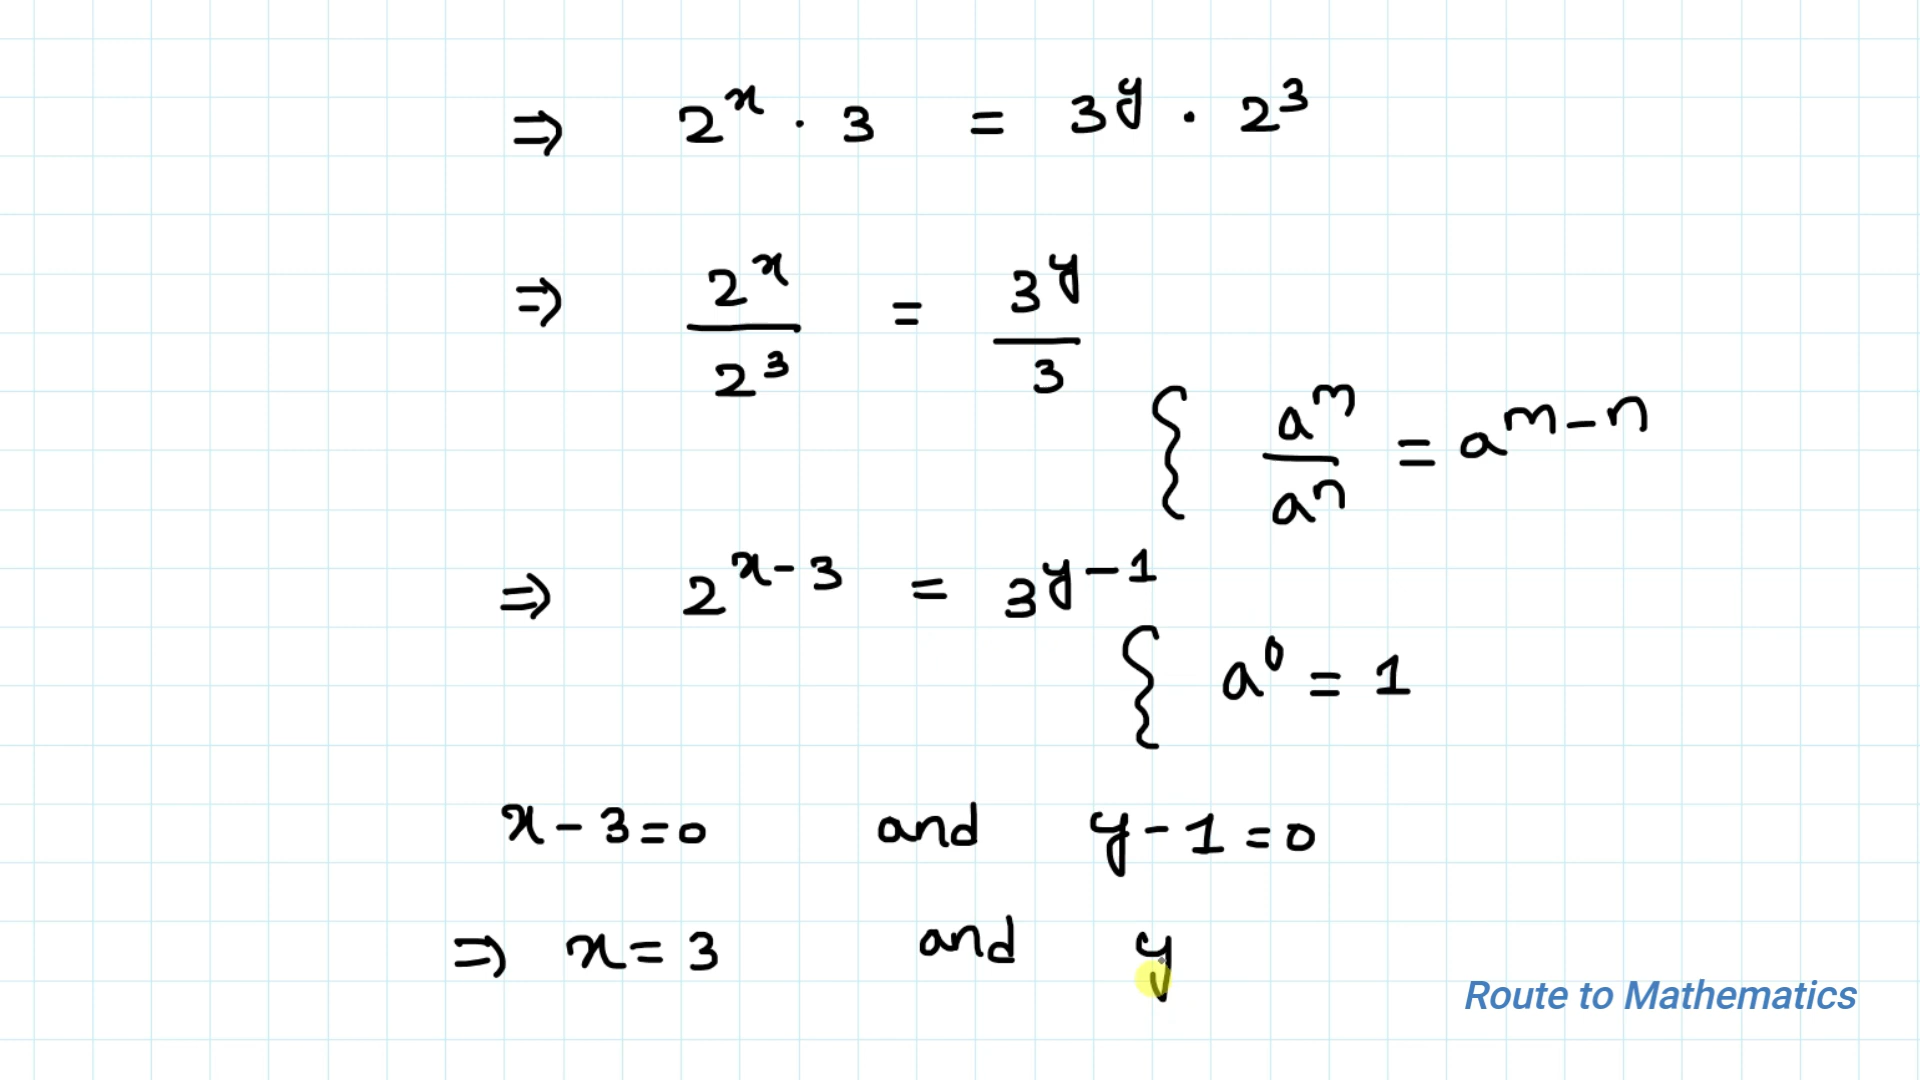 ⇒ 2^x · 3 = 3^y · 2^3
⇒ 2^x / 2^3 = 3^y / 3
{ a^m / a^n = a^(m-n)
⇒ 2^(x-3) = 3^(y-1)
{ a^0 = 1
x - 3 = 0 and y - 1 = 0
⇒ x = 3 and y
Route to Mathematics